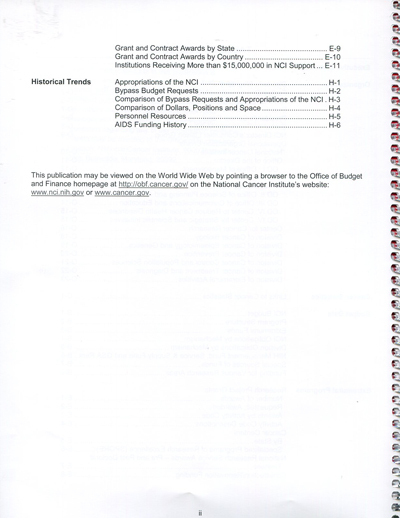 Grant and Contract Awards by State ............................................ E-9
Grant and Contract Awards by Country ...................................... E-10
Institutions Receiving More than $15,000,000 in NCI Support ... E-11
Historical Trends Appropriations of the NCI ............................................................. H-1
Bypass Budget Requests ............................................................. H-2
Comparison of Bypass Requests and Appropriations of the NCI . H-3
Comparison of Dollars, Positions and Space................................ H-4
Personnel Resources ................................................................... H-5
AIDS Funding History ................................................................... H-6
This publication may be viewed on the World Wide Web by pointing a browser to the Office of Budget
and Finance homepage at http://obf.cancer.gov/ on the National Cancer Institute's website:
www.nci.nih.gov or www.cancer.gov.
ii